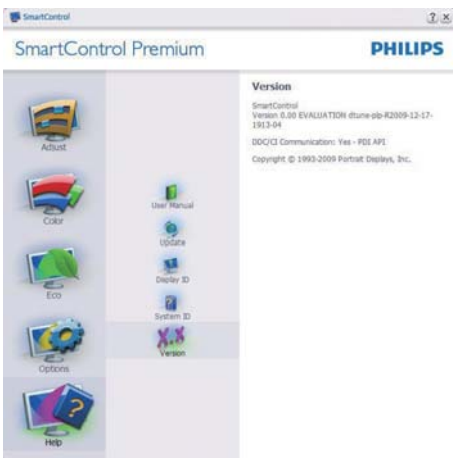 SmartControl
? x
SmartControl Premium
PHILIPS
Adjust
Color
Eco
Options
Help
User Manual
Update
Display ID
System ID
Version
Version
SmartControl
Version 0.00 EVALUATION dtune-plp-R2009-12-17-
1913-04
DDC/CI Communication: Yes - PDI API
Copyright © 1993-2009 Portrait Displays, Inc.